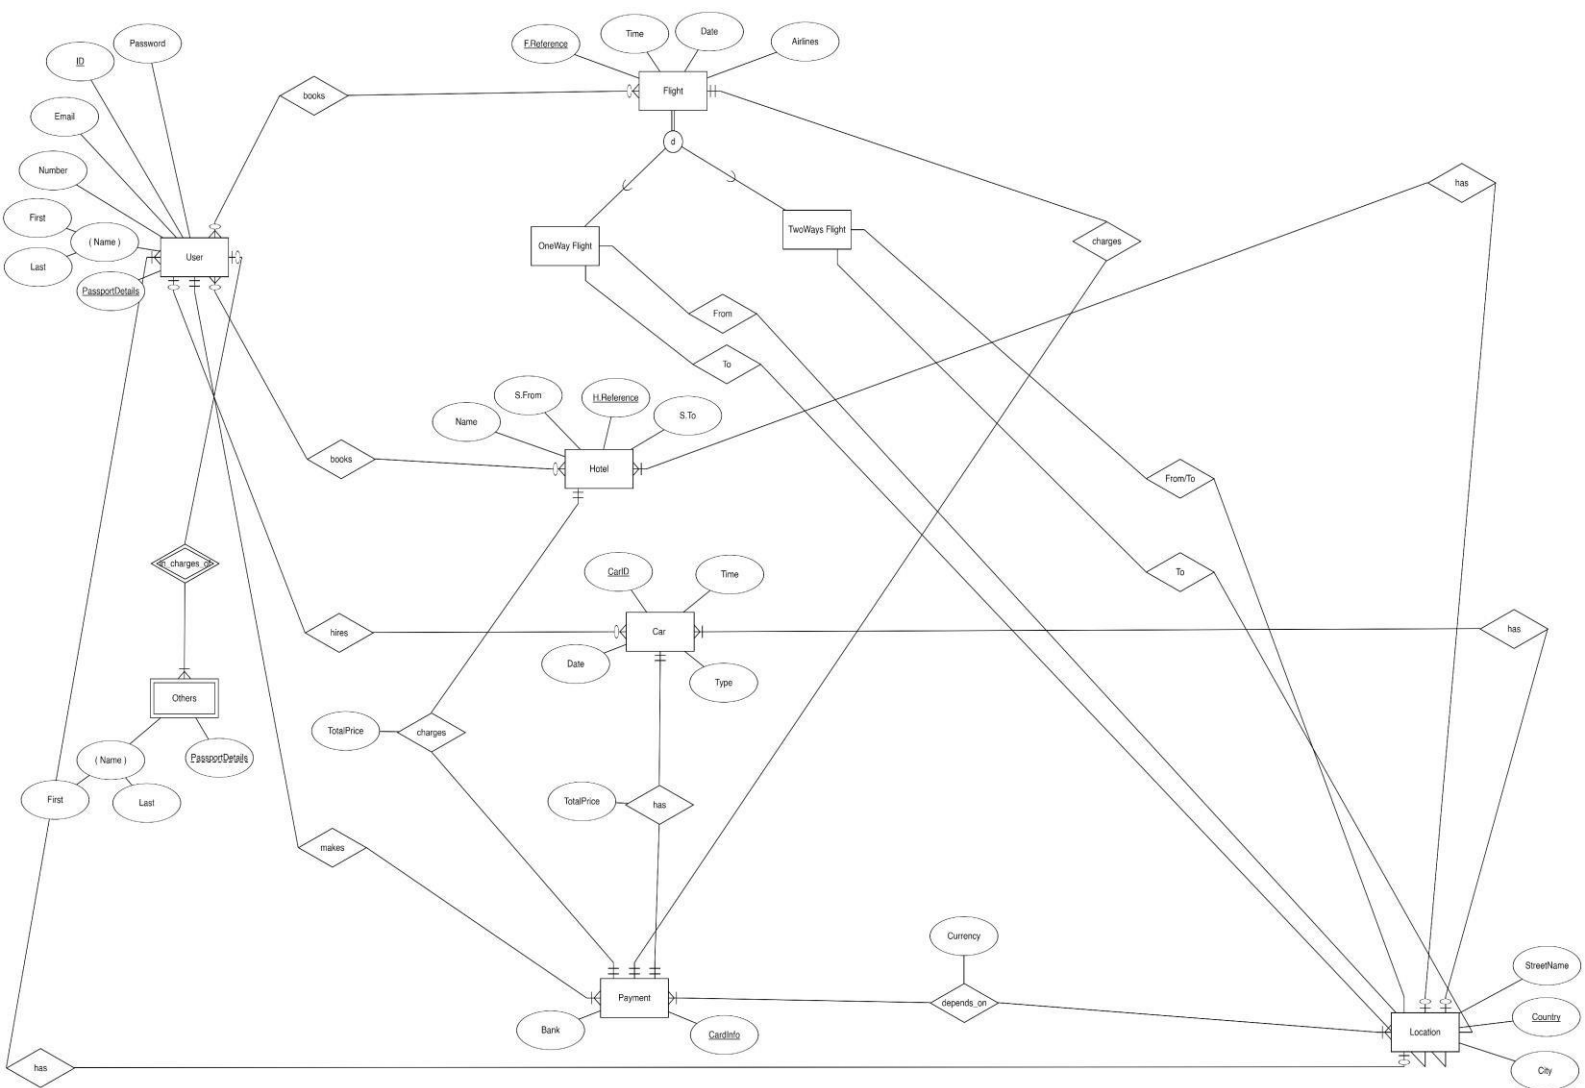 F.Reference
Time
Date
Airlines
Password
ID
Email
Number
First
( Name )
Last
PassportDetails
User
books
Flight
d
OneWay Flight
TwoWays Flight
charges
has
From
To
Name
S.From
H.Reference
S.To
Hotel
books
From/To
To
in_charges_of
hires
CarID
Time
Car
Date
Type
has
Others
( Name )
PassportDetails
First
Last
TotalPrice
charges
TotalPrice
has
makes
Currency
depends_on
Payment
Bank
CardInfo
StreetName
Country
City
Location
has